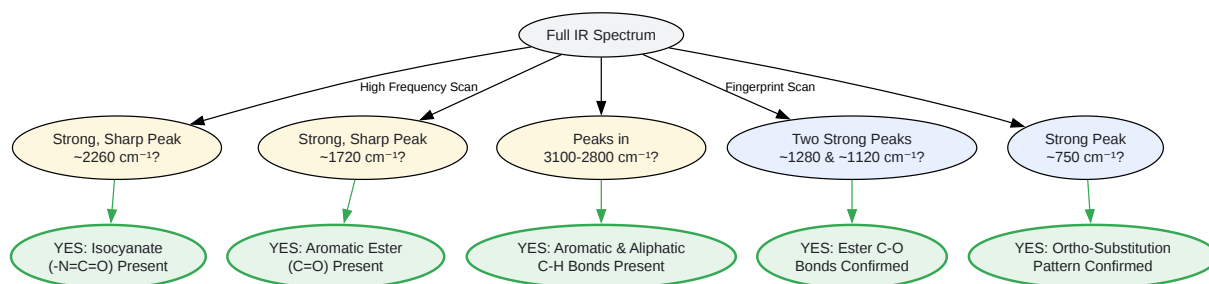 Full IR Spectrum
High Frequency Scan
Fingerprint Scan
Strong, Sharp Peak
~2260 cm⁻¹?
Strong, Sharp Peak
~1720 cm⁻¹?
Peaks in
3100-2800 cm⁻¹?
Two Strong Peaks
~1280 & ~1120 cm⁻¹?
Strong Peak
~750 cm⁻¹?
YES: Isocyanate
(-N=C=O) Present
YES: Aromatic Ester
(C=O) Present
YES: Aromatic & Aliphatic
C-H Bonds Present
YES: Ester C-O
Bonds Confirmed
YES: Ortho-Substitution
Pattern Confirmed